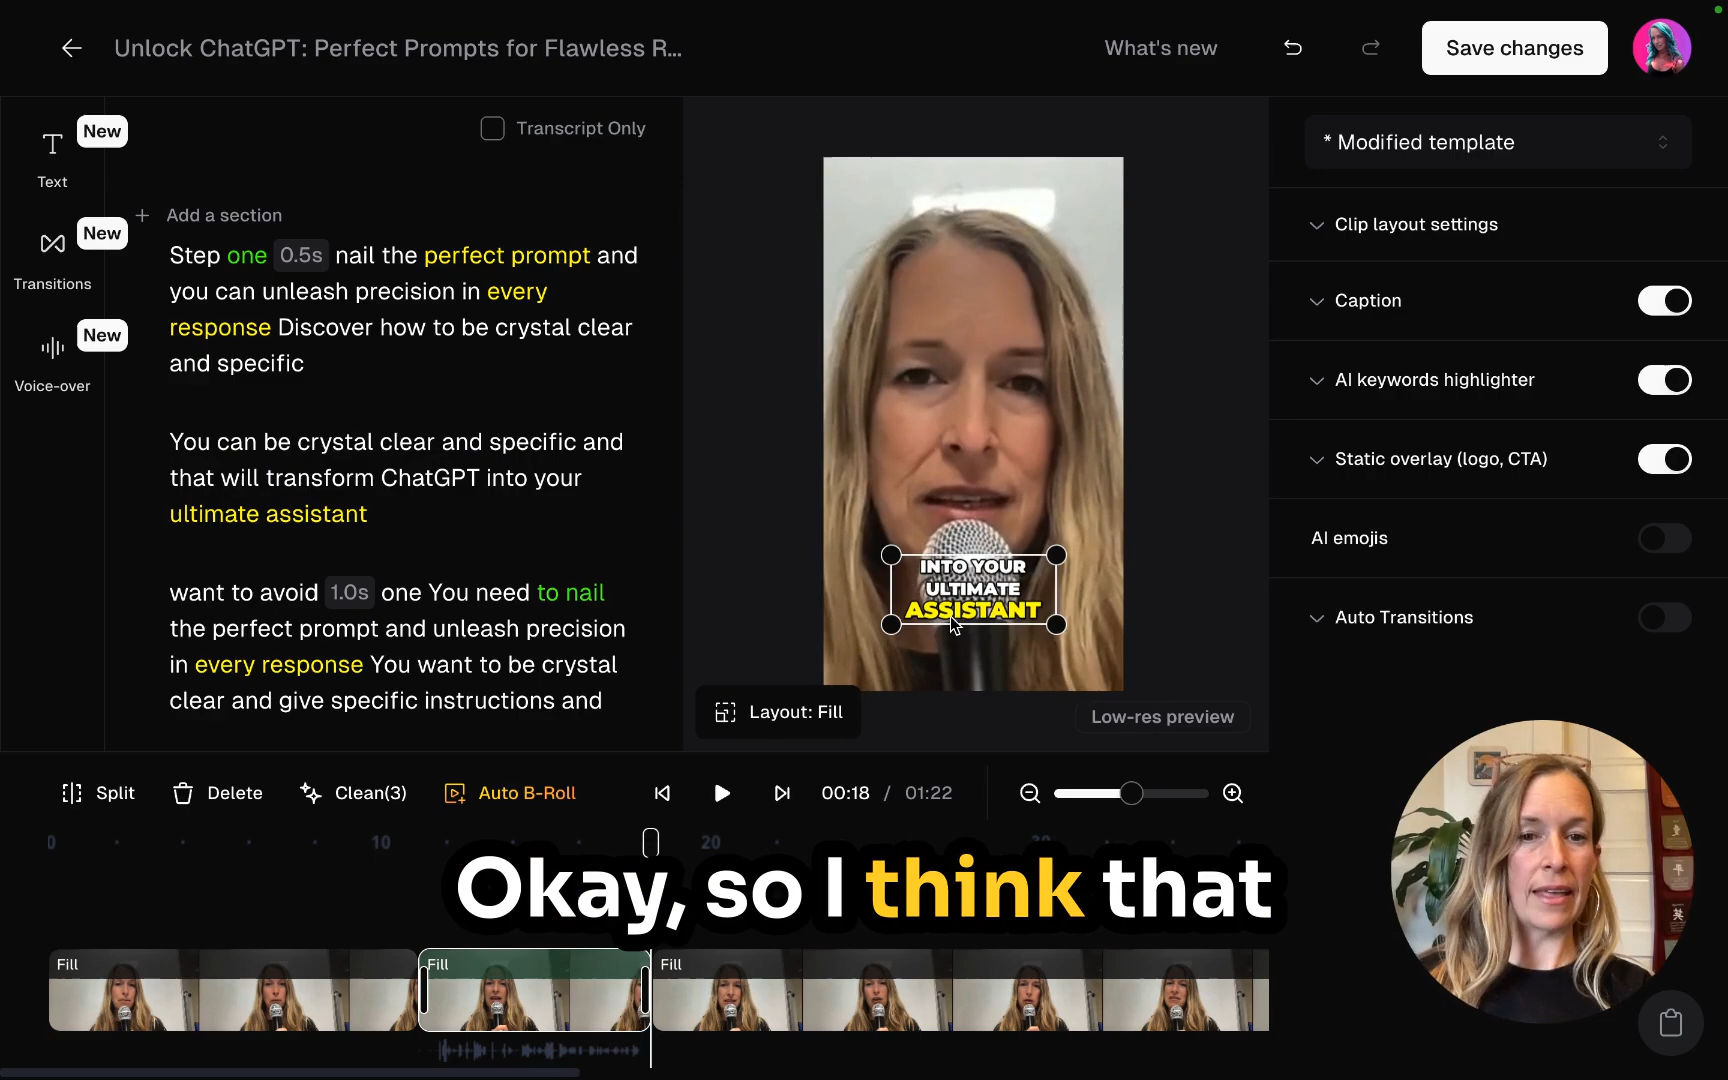 Unlock ChatGPT: Perfect Prompts for Flawless R...
What's new
Save changes
New
Text
New
Transitions
New
Voice-over
Transcript Only
Add a section
Step one 0.5s nail the perfect prompt and
you can unleash precision in every
response Discover how to be crystal clear
and specific
You can be crystal clear and specific and
that will transform ChatGPT into your
ultimate assistant
want to avoid 1.0s one You need to nail
the perfect prompt and unleash precision
in every response You want to be crystal
clear and give specific instructions and
INTO YOUR
ULTIMATE
ASSISTANT
Layout: Fill
Low-res preview
* Modified template
Clip layout settings
Caption
AI keywords highlighter
Static overlay (logo, CTA)
AI emojis
Auto Transitions
Split
Delete
Clean(3)
Auto B-Roll
00:18 / 01:22
0 10 20 30
Okay, so I think that
Fill
Fill
Fill